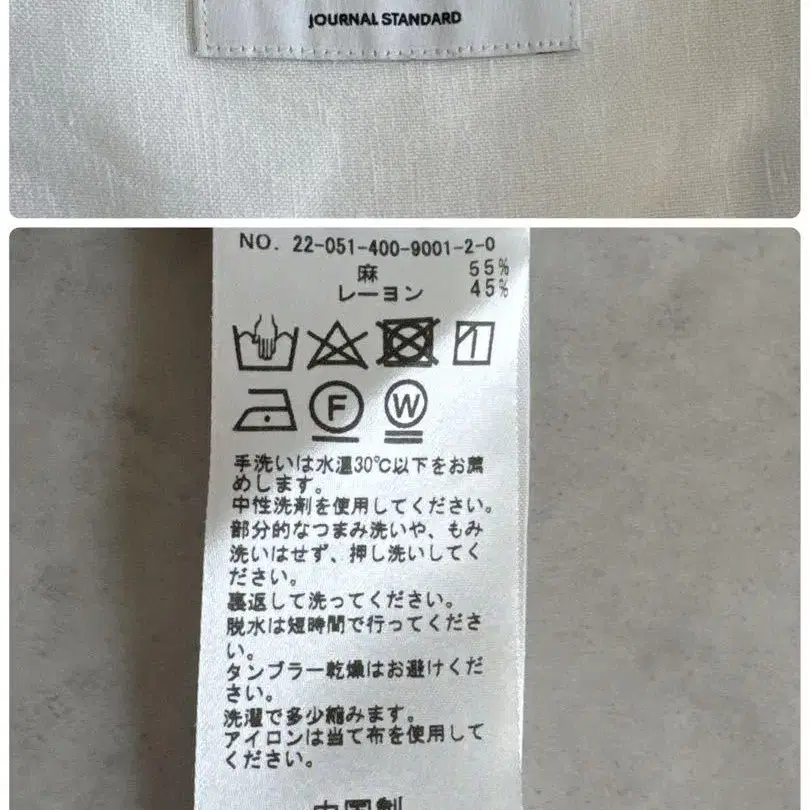 JOURNAL STANDARD
NO. 22-051-400-9001-2-0
麻 55%
レーヨン 45%
F W
手洗いは水温30℃以下をお薦
めします。
中性洗剤を使用してください。
部分的なつまみ洗いや、もみ
洗いはせず、押し洗いしてく
ださい。
裏返して洗ってください。
脱水は短時間で行ってくださ
い。
タンブラー乾燥はお避けくだ
さい。
洗濯で多少縮みます。
アイロンは当て布を使用して
ください。
中国製